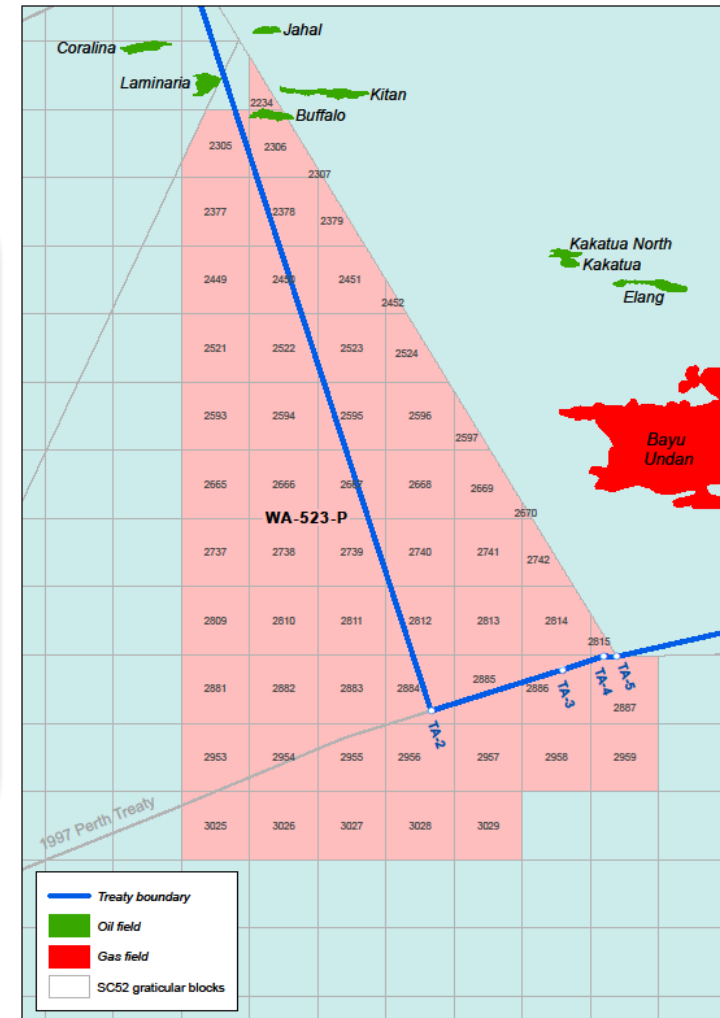 Jahal
Coralina
Laminaria
Kitan
2234
Buffalo
2305
2306
2307
2377
2378
2379
Kakatua North
Kakatua
Elang
2449
2450
2451
2452
2521
2522
2523
2524
2593
2594
2595
2596
2597
Bayu
Undan
2665
2666
2667
2668
2669
2670
WA-523-P
2737
2738
2739
2740
2741
2742
2809
2810
2811
2812
2813
2814
2815
2881
2882
2883
2884
2885
2886
2887
TA-2
TA-3
TA-4
TA-5
2953
2954
2955
2956
2957
2958
2959
1997 Perth Treaty
3025
3026
3027
3028
3029
Treaty boundary
Oil field
Gas field
SC52 graticular blocks